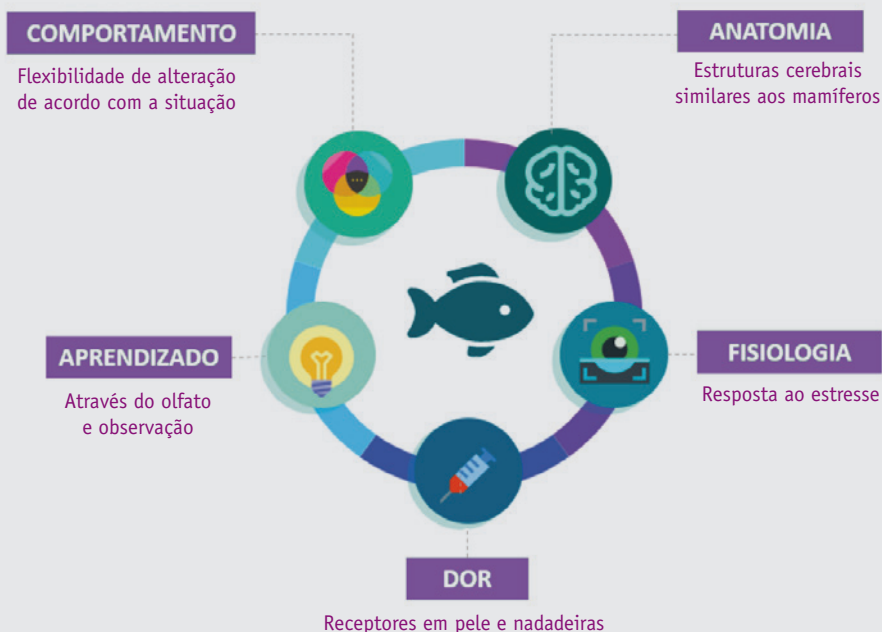 COMPORTAMENTO
Flexibilidade de alteração
de acordo com a situação
ANATOMIA
Estruturas cerebrais
similares aos mamíferos
APRENDIZADO
Através do olfato
e observação
FISIOLOGIA
Resposta ao estresse
DOR
Receptores em pele e nadadeiras